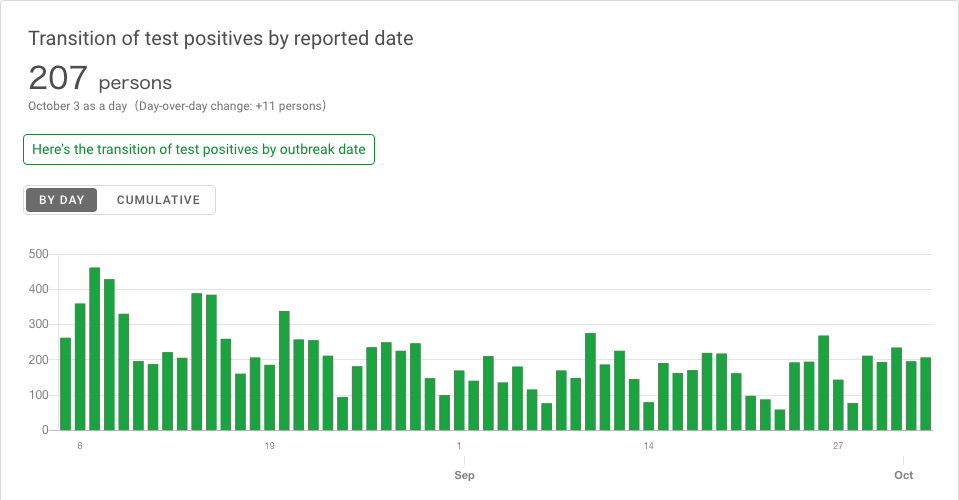 Transition of test positives by reported date
207 persons
October 3 as a day（Day-over-day change: +11 persons）
Here's the transition of test positives by outbreak date
BY DAY CUMULATIVE
500
400
300
200
100
0
6 19 1 14 27
Sep Oct